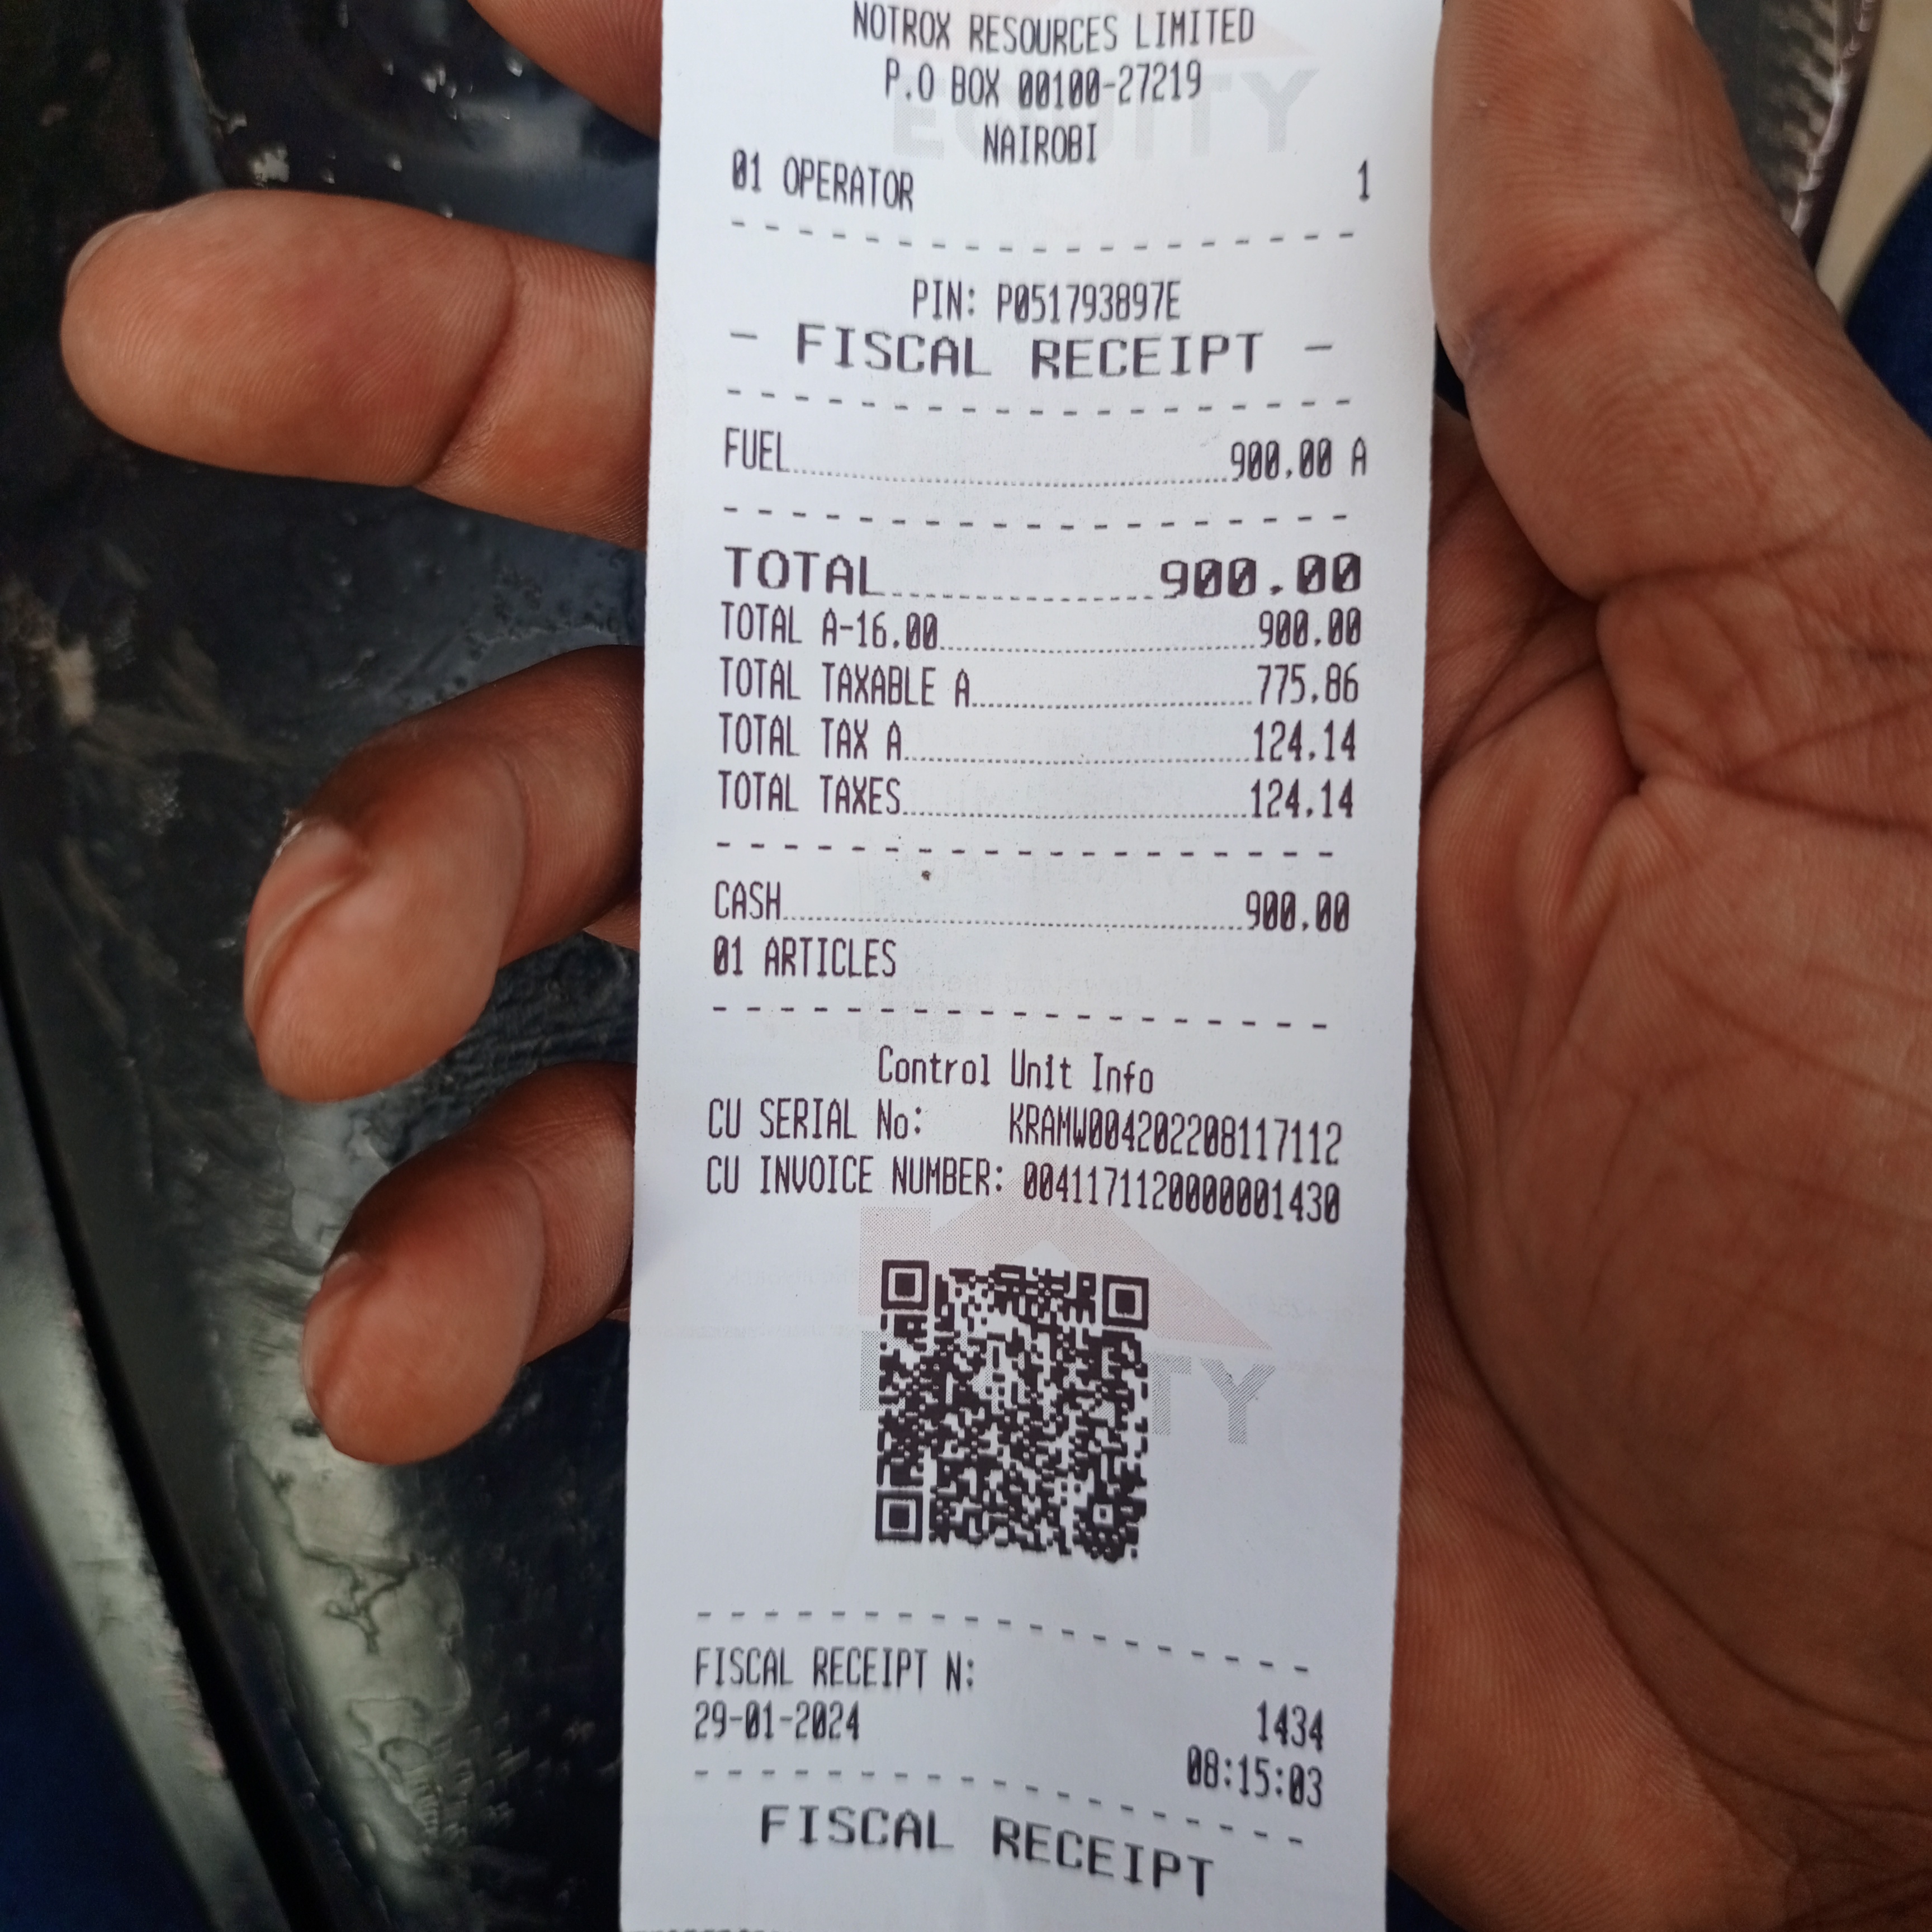 NOTROX RESOURCES LIMITED
P.O BOX 00100-27219
NAIROBI
01 OPERATOR 1
PIN: P051793897E
- FISCAL RECEIPT -
FUEL 900.00 A
TOTAL 900.00
TOTAL A-16.00 900.00
TOTAL TAXABLE A 775.86
TOTAL TAX A 124.14
TOTAL TAXES 124.14
CASH 900.00
01 ARTICLES
Control Unit Info
CU SERIAL No: KRAMW004202208117112
CU INVOICE NUMBER: 0041171120000001430
EQUITY
FISCAL RECEIPT N: 1434
29-01-2024 08:15:03
FISCAL RECEIPT